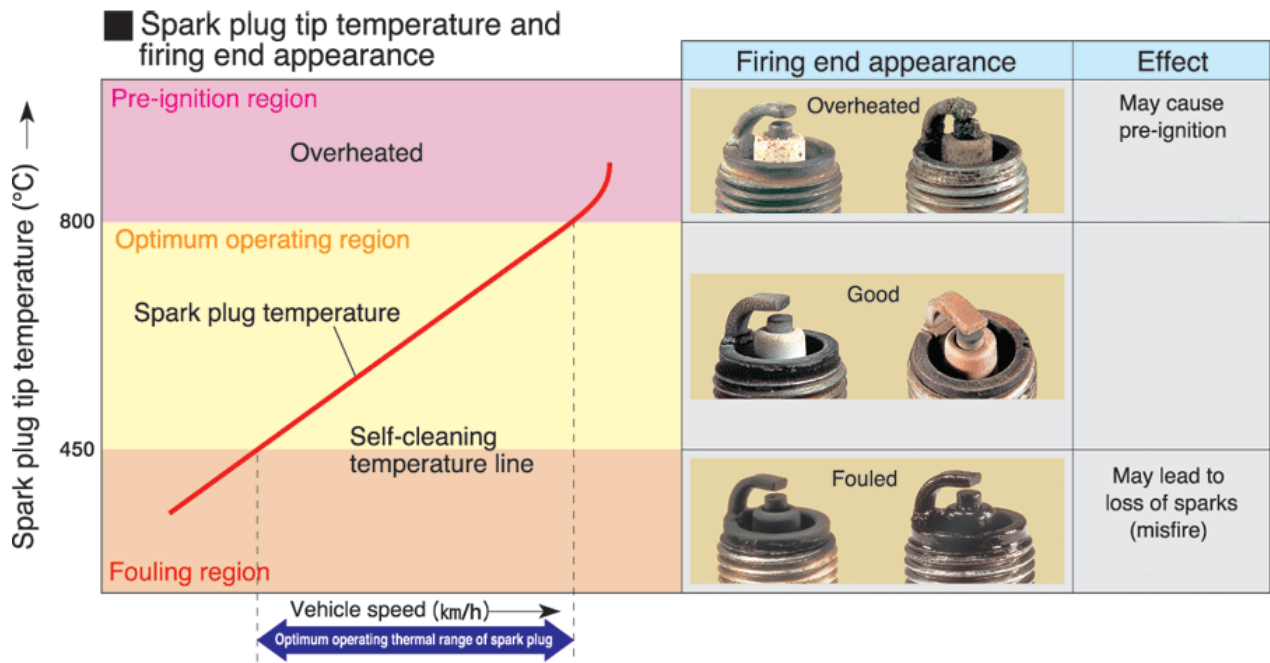 Spark plug tip temperature and
firing end appearance
Spark plug tip temperature (°C)
800
450
Pre-ignition region
Overheated
Optimum operating region
Spark plug temperature
Self-cleaning
temperature line
Fouling region
Vehicle speed (km/h)
Optimum operating thermal range of spark plug
Firing end appearance
Effect
Overheated
May cause
pre-ignition
Good
Fouled
May lead to
loss of sparks
(misfire)